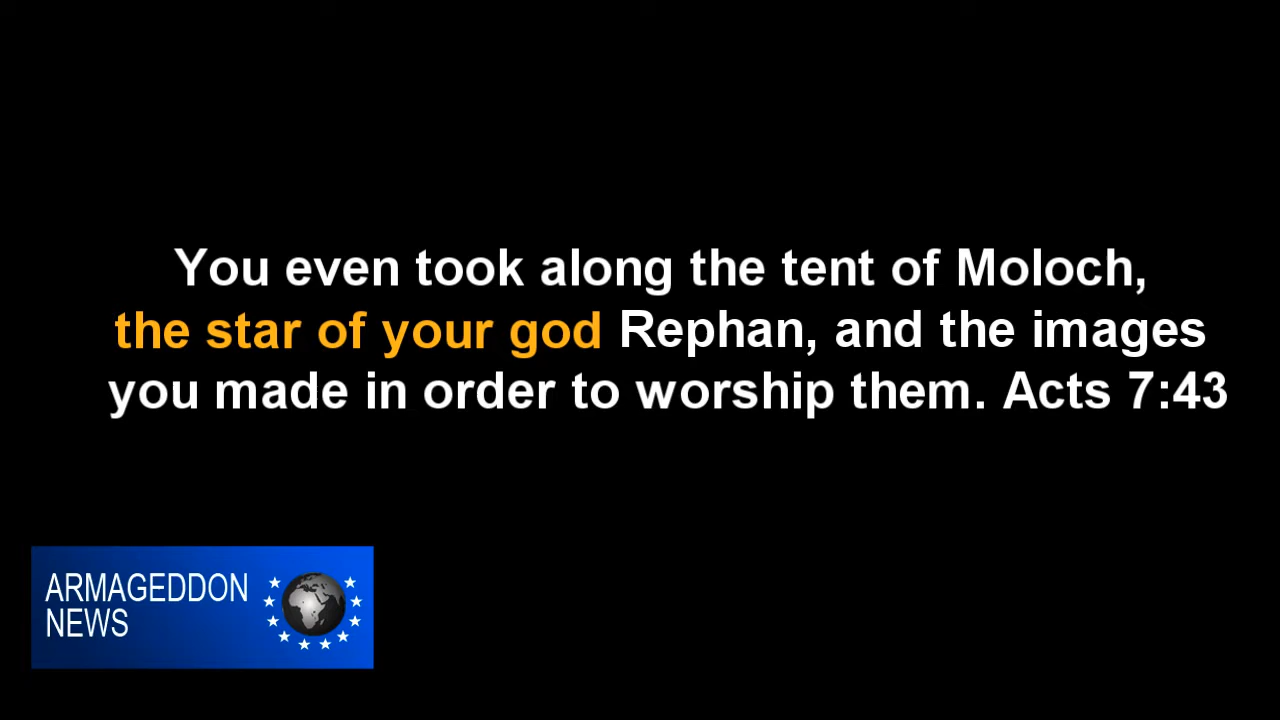 You even took along the tent of Moloch,
the star of your god Rephan, and the images
you made in order to worship them. Acts 7:43
ARMAGEDDON
NEWS